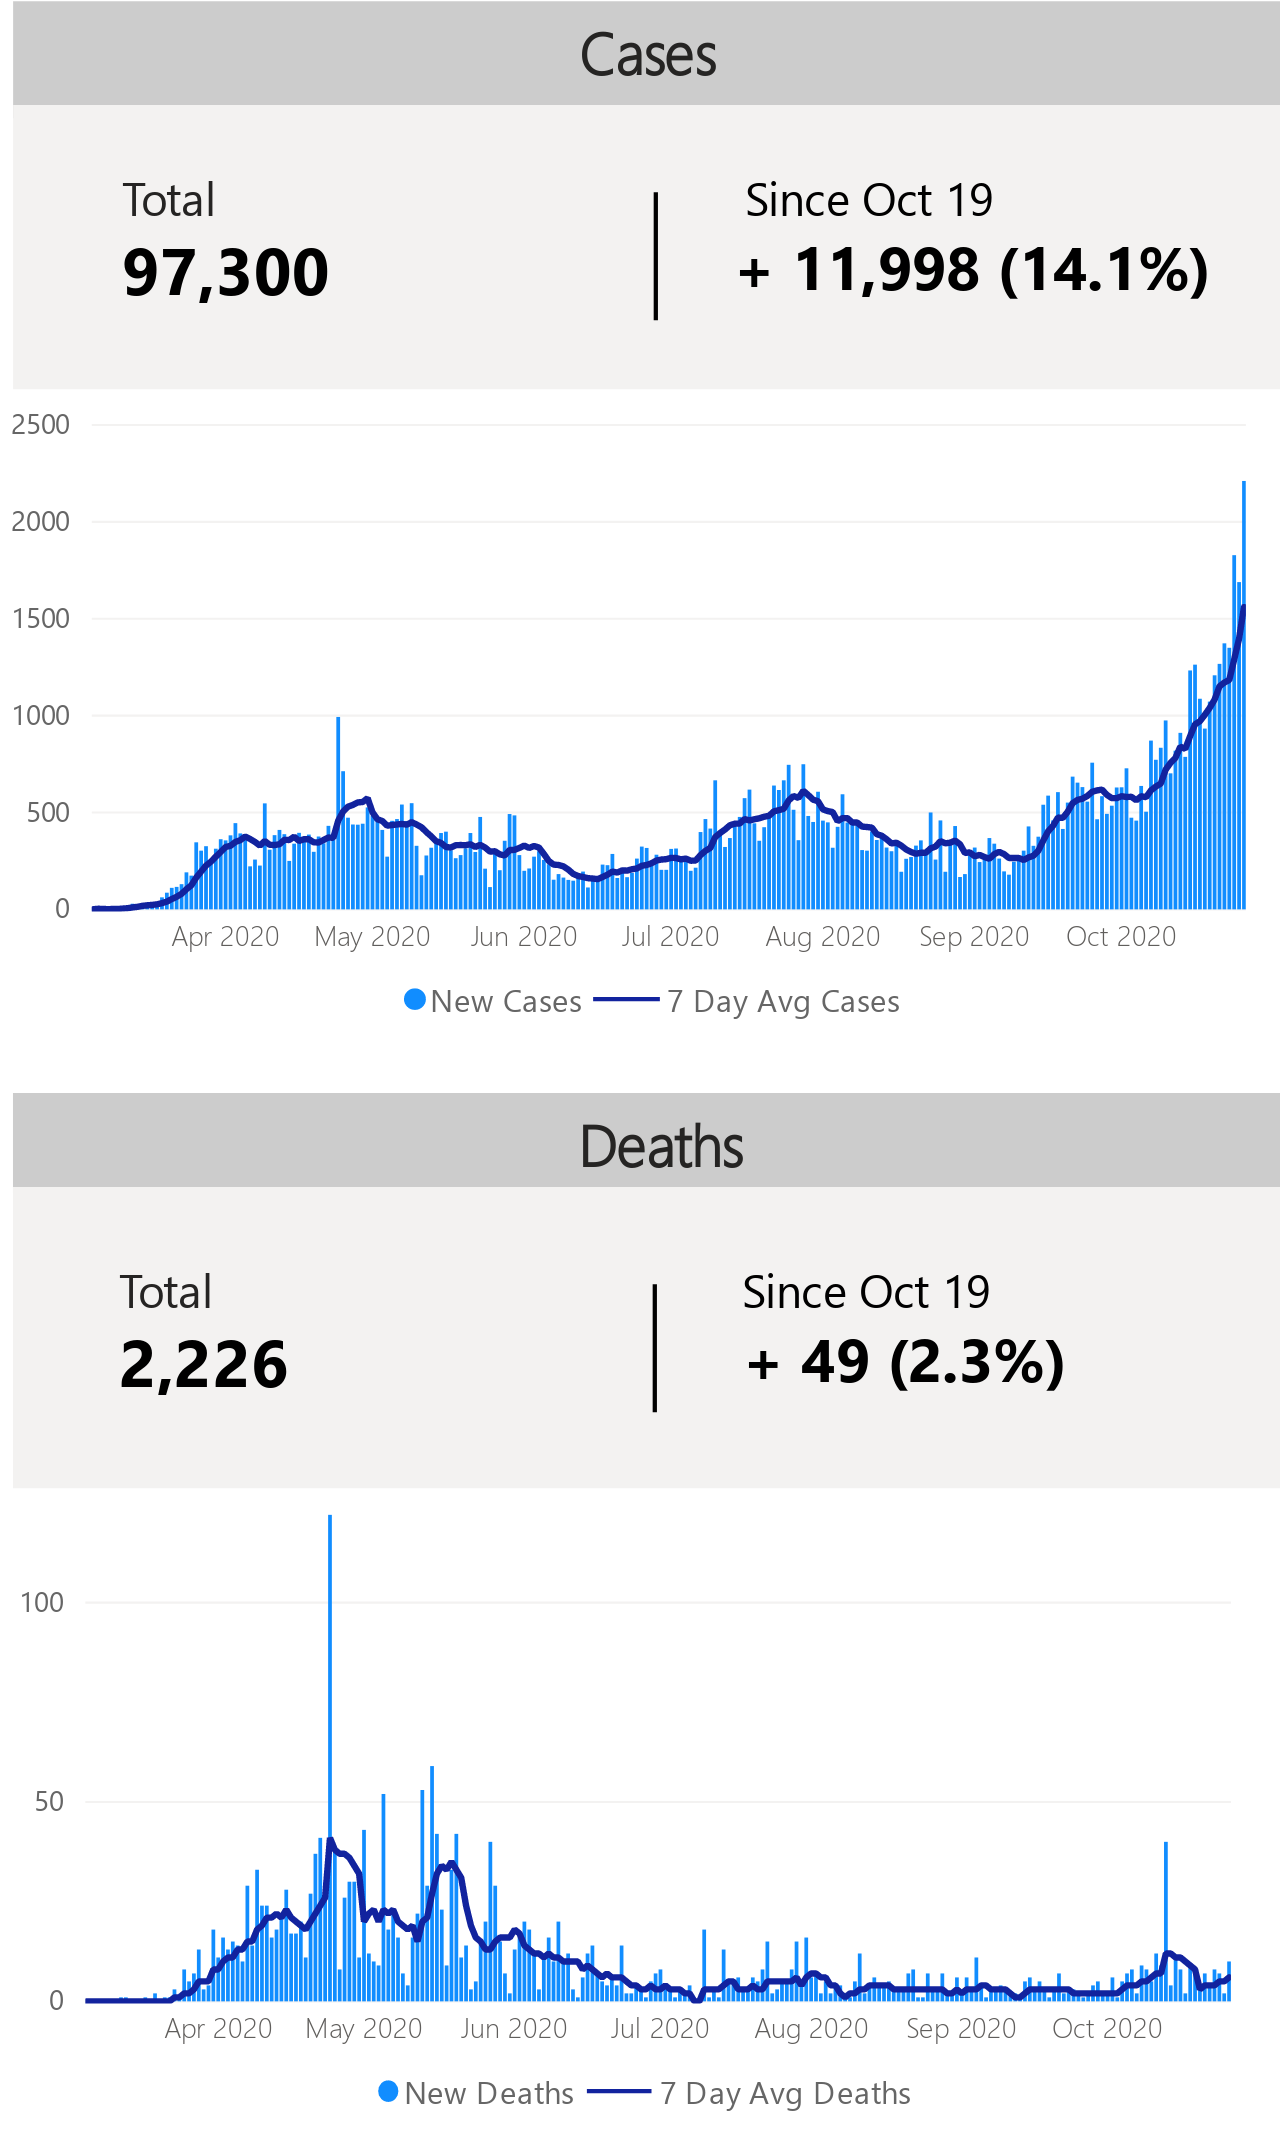 Cases
Total
Since Oct 19
97,300
+ 11,998 (14.1%)
2500
2000
1500
1000
500
0
Apr 2020 May 2020 Jun 2020 Jul 2020 Aug 2020 Sep 2020 Oct 2020
New Cases 7 Day Avg Cases
Deaths
Total
Since Oct 19
2,226
+ 49 (2.3%)
100
50
0
Apr 2020 May 2020 Jun 2020 Jul 2020 Aug 2020 Sep 2020 Oct 2020
New Deaths 7 Day Avg Deaths